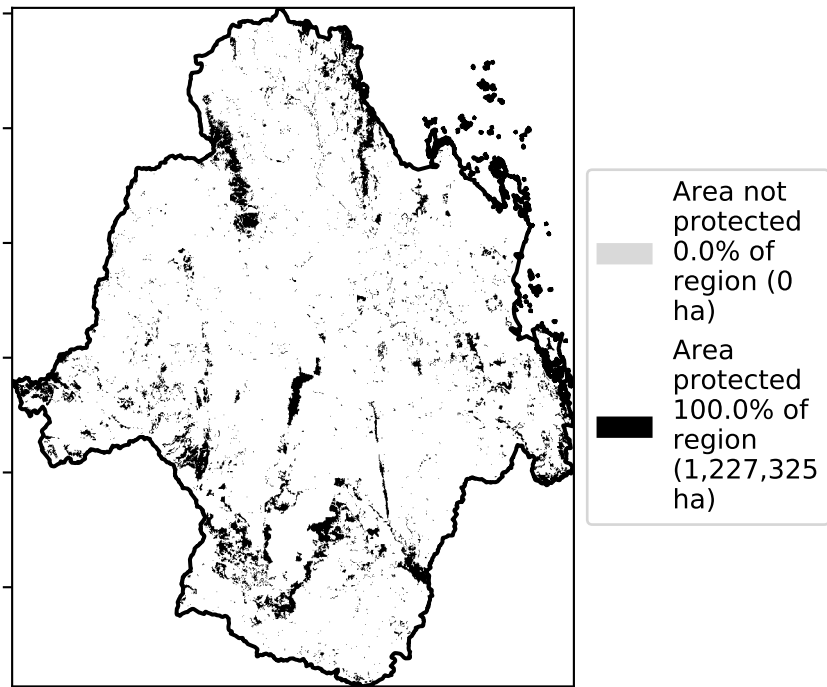 Area not
protected
0.0% of
region (0
ha)
Area
protected
100.0% of
region
(1,227,325
ha)